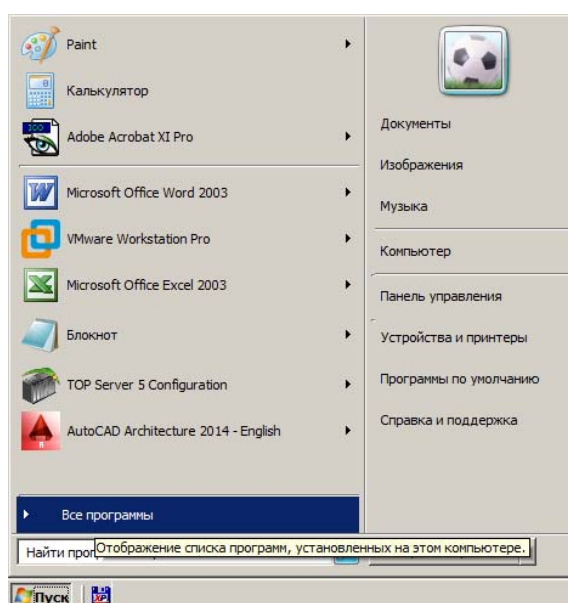 Paint
Калькулятор
Adobe Acrobat XI Pro
Microsoft Office Word 2003
VMware Workstation Pro
Microsoft Office Excel 2003
Блокнот
TOP Server 5 Configuration
AutoCAD Architecture 2014 - English
Все программы
Отображение списка программ, установленных на этом компьютере.
Найти
Пуск
Документы
Изображения
Музыка
Компьютер
Панель управления
Устройства и принтеры
Программы по умолчанию
Справка и поддержка